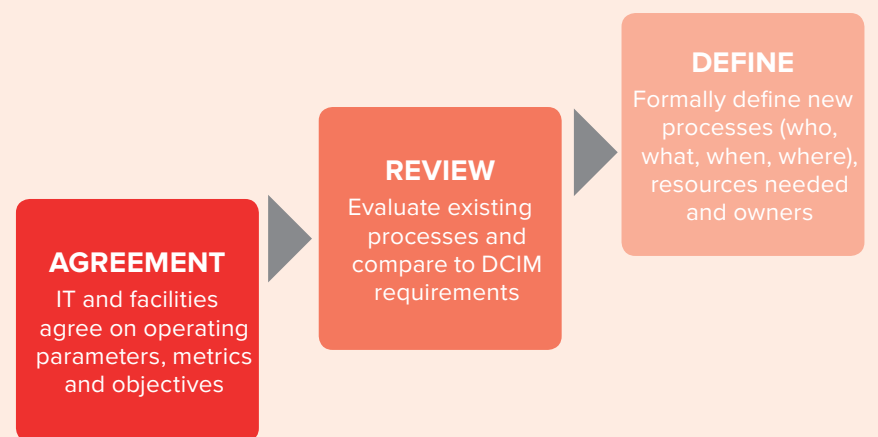 AGREEMENT
IT and facilities
agree on operating
parameters, metrics
and objectives
REVIEW
Evaluate existing
processes and
compare to DCIM
requirements
DEFINE
Formally define new
processes (who,
what, when, where),
resources needed
and owners